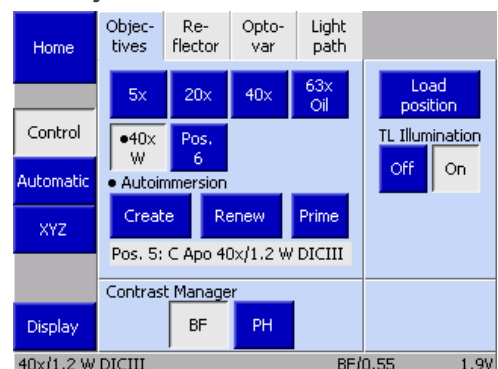 Home
Objec-
tives
Re-
flector
Opto-
var
Light
path
5x
20x
40x
63x
Oil
Load
position
Control
●40x
W
Pos.
6
TL Illumination
Off
On
Automatic
● Autoimmersion
Create
Renew
Prime
XYZ
Pos. 5: C Apo 40x/1.2 W DICIII
Contrast Manager
Display
BF
PH
40x/1.2 W DICIII
BF/0.55
1.9V